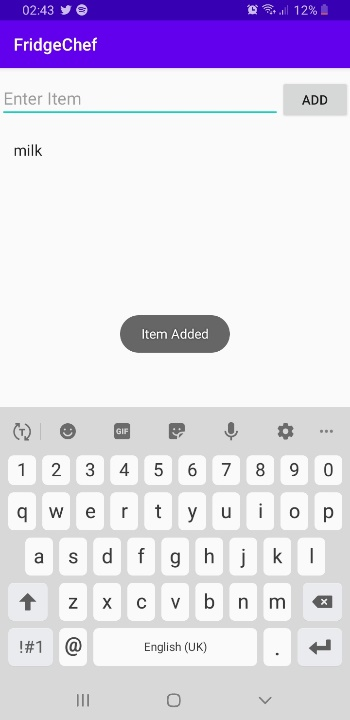 02:43 12%
FridgeChef
Enter Item ADD
milk
Item Added
T GIF
1 2 3 4 5 6 7 8 9 0
q w e r t y u i o p
a s d f g h j k l
z x c v b n m
!#1 @ English (UK) .